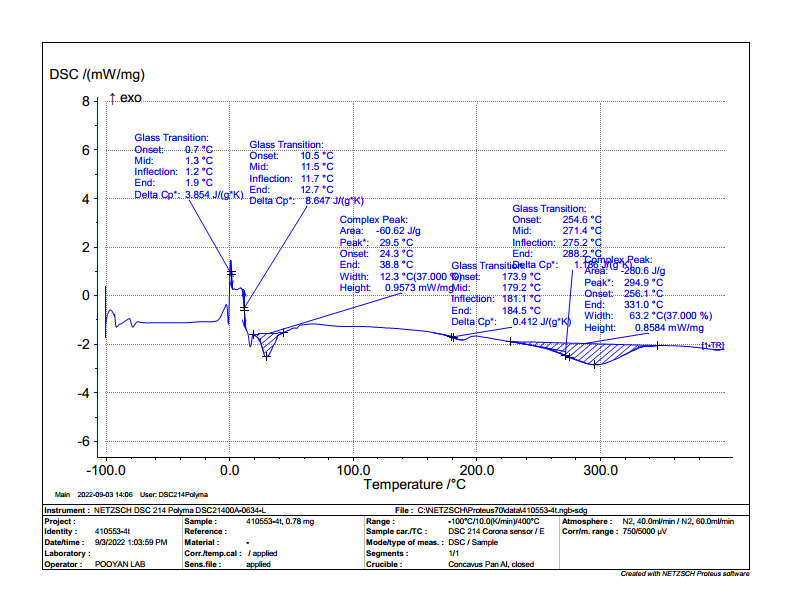 DSC /(mW/mg)
↑ exo
8
6
4
2
0
-2
-4
-6
Glass Transition:
Onset: 0.7 °C
Mid: 1.3 °C
Inflection: 1.2 °C
End: 1.9 °C
Delta Cp*: 3.854 J/(g*K)
Glass Transition:
Onset: 10.5 °C
Mid: 11.5 °C
Inflection: 11.7 °C
End: 12.7 °C
Delta Cp*: 8.647 J/(g*K)
Complex Peak:
Area: -60.62 J/g
Peak*: 29.5 °C
Onset: 24.3 °C
End: 38.8 °C
Width: 12.3 °C(37.000 %)
Height: 0.9573 mW/mg
Glass Transition:
Onset: 173.9 °C
Mid: 179.2 °C
Inflection: 181.1 °C
End: 184.5 °C
Delta Cp*: 0.412 J/(g*K)
Glass Transition:
Onset: 254.6 °C
Mid: 271.4 °C
Inflection: 275.2 °C
End: 288.2 °C
Delta Cp*: 1.186 J/(g*K)
Complex Peak:
Area: -280.6 J/g
Peak*: 294.9 °C
Onset: 256.1 °C
End: 331.0 °C
Width: 63.2 °C(37.000 %)
Height: 0.8584 mW/mg
[1-TR]
-100.0 0.0 100.0 200.0 300.0
Temperature /°C
Main 2022-09-03 14:06 User: DSC214Polyma
Instrument : NETZSCH DSC 214 Polyma DSC21400A-0634-L File : C:\NETZSCH\Proteus70\data\410553-4t.ngb-sdg
Project : Sample : 410553-4t, 0.78 mg Range : -100°C/10.0(K/min)/400°C Atmosphere : N2, 40.0ml/min / N2, 60.0ml/min
Identity : 410553-4t Reference : Sample car./TC : DSC 214 Corona sensor / E Corr/m. range : 750/5000 µV
Date/time : 9/3/2022 1:03:59 PM Material : - Mode/type of meas. : DSC / Sample
Laboratory : Corr./temp.cal : / applied Segments : 1/1
Operator : POOYAN LAB Sens.file : applied Crucible : Concavus Pan Al, closed
Created with NETZSCH Proteus software